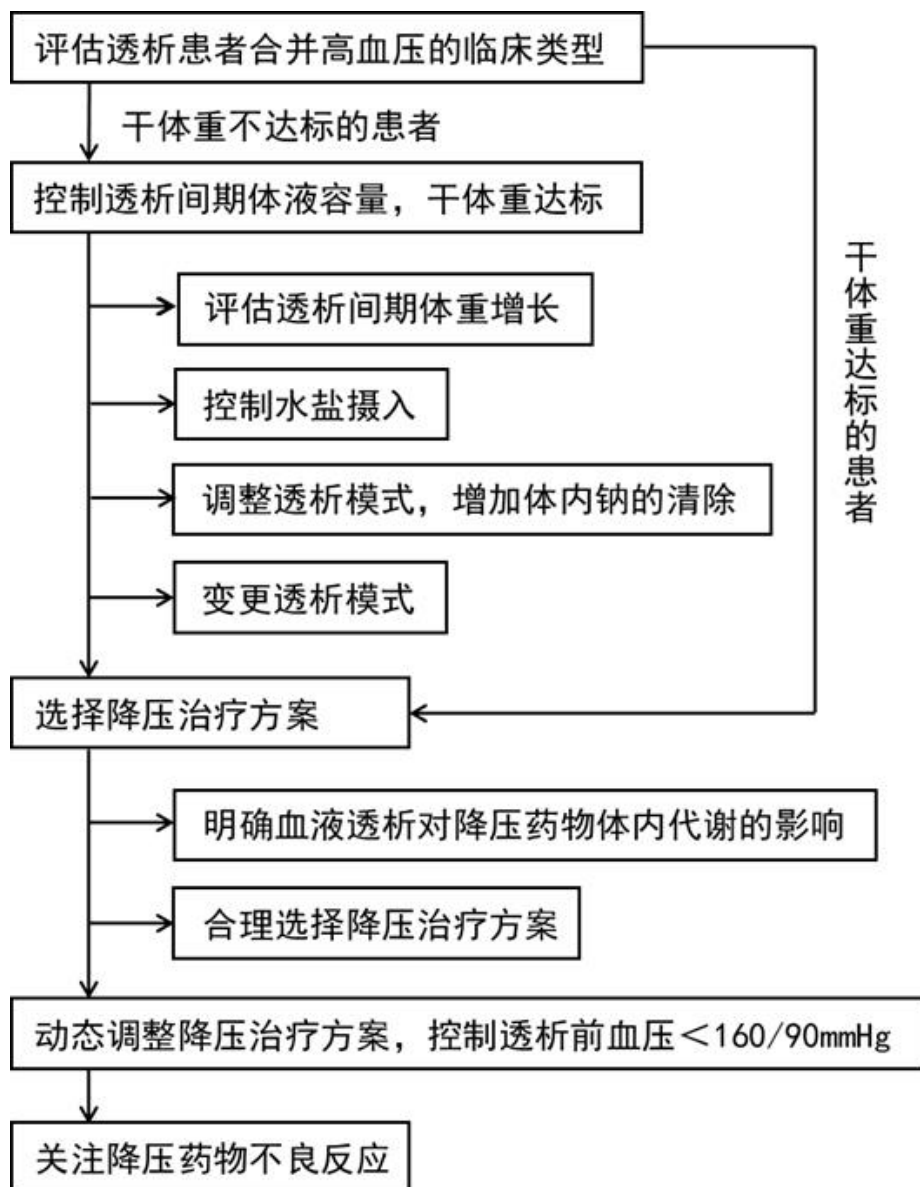 评估透析患者合并高血压的临床类型
干体重不达标的患者
控制透析间期体液容量，干体重达标
评估透析间期体重增长
控制水盐摄入
调整透析模式，增加体内钠的清除
变更透析模式
干体重达标的患者
选择降压治疗方案
明确血液透析对降压药物体内代谢的影响
合理选择降压治疗方案
动态调整降压治疗方案，控制透析前血压＜160/90mmHg
关注降压药物不良反应